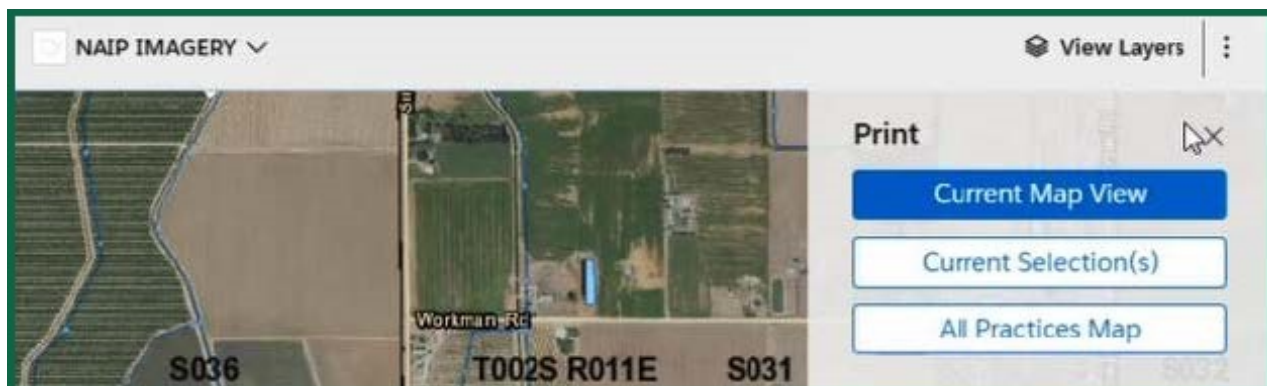 NAIP IMAGERY
View Layers
Print
Current Map View
Current Selection(s)
All Practices Map
Workman Rd
S036
T002S R011E
S031
S032